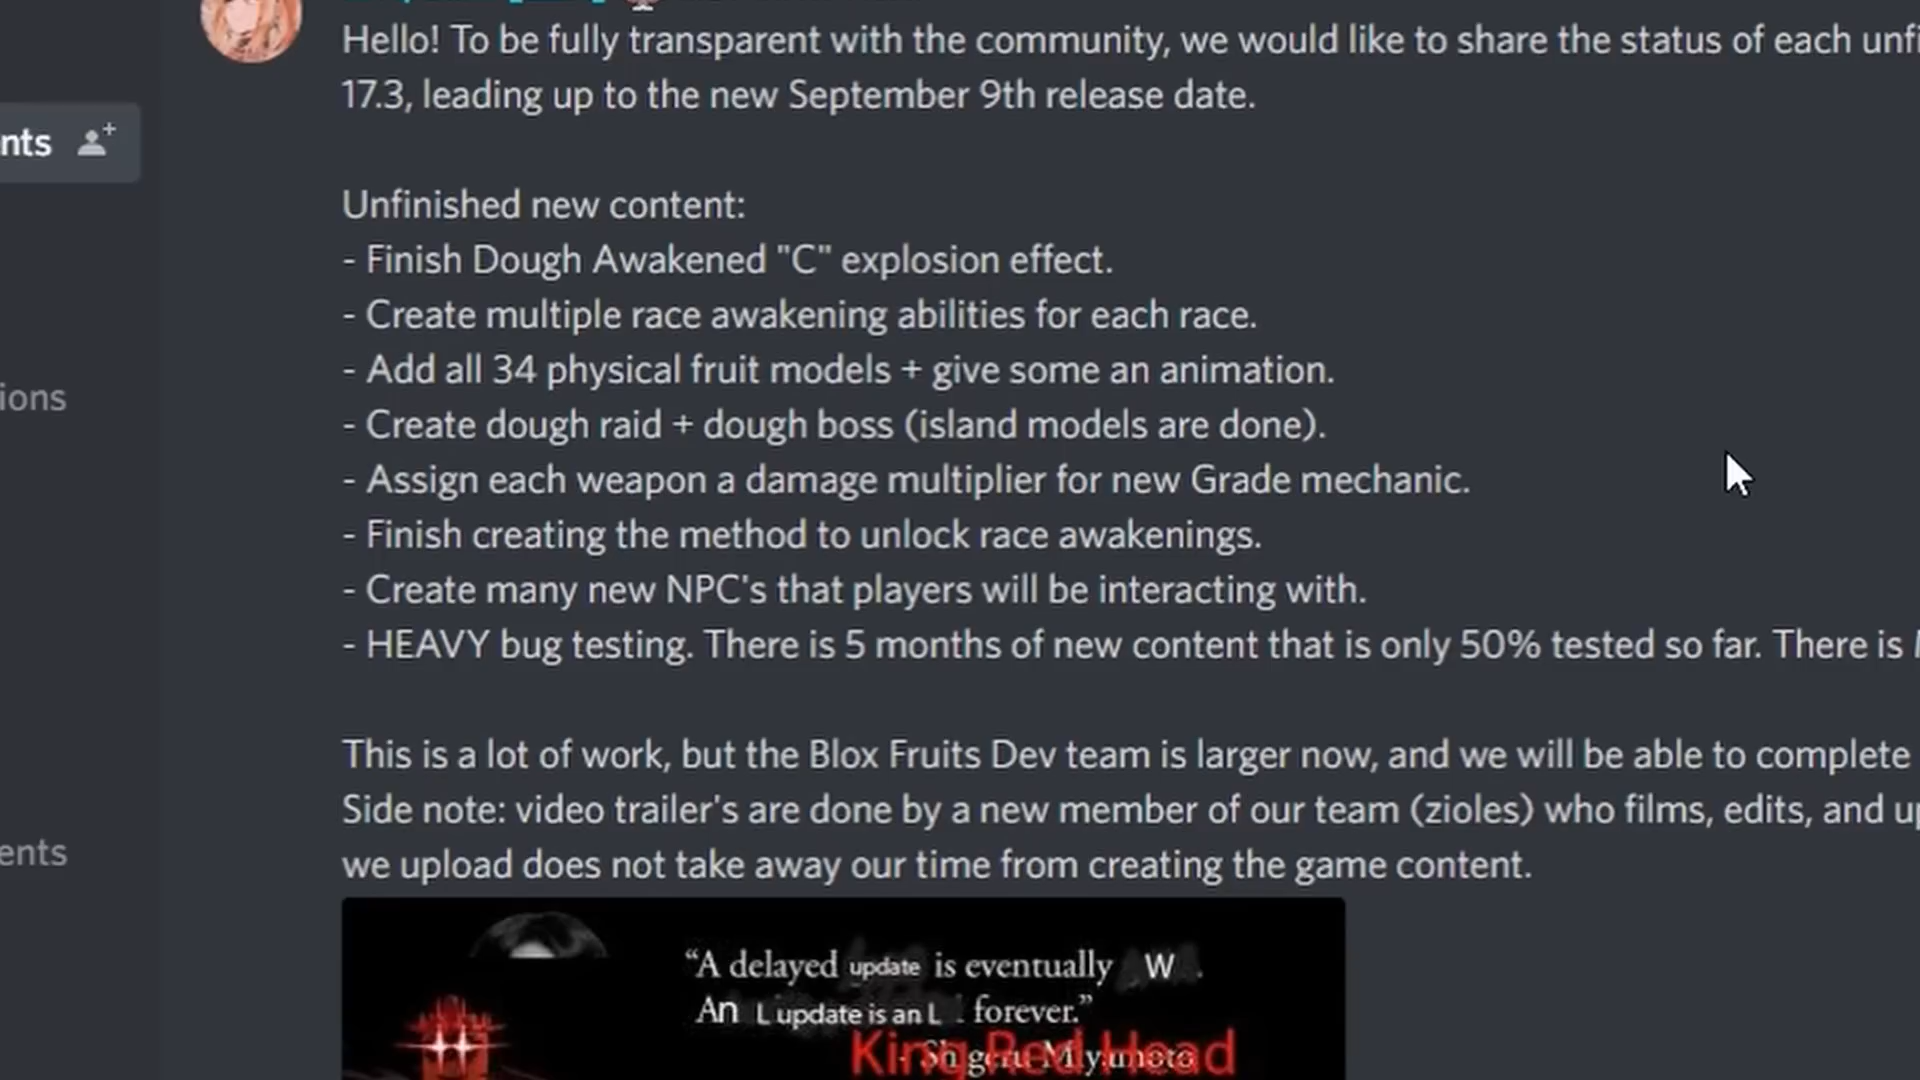 Hello! To be fully transparent with the community, we would like to share the status of each
17.3, leading up to the new September 9th release date.
nts
Unfinished new content:
- Finish Dough Awakened "C" explosion effect.
- Create multiple race awakening abilities for each race.
- Add all 34 physical fruit models + give some an animation.
ions
- Create dough raid + dough boss (island models are done).
- Assign each weapon a damage multiplier for new Grade mechanic.
- Finish creating the method to unlock race awakenings.
- Create many new NPC's that players will be interacting with.
- HEAVY bug testing. There is 5 months of new content that is only 50% tested so far. There is
This is a lot of work, but the Blox Fruits Dev team is larger now, and we will be able to complete
Side note: video trailer's are done by a new member of our team (zioles) who films, edits, and
ents
we upload does not take away our time from creating the game content.
“A delayed update is eventually W .
An L update is an L . forever.”
- Shigeru Miyamoto
King Red Head